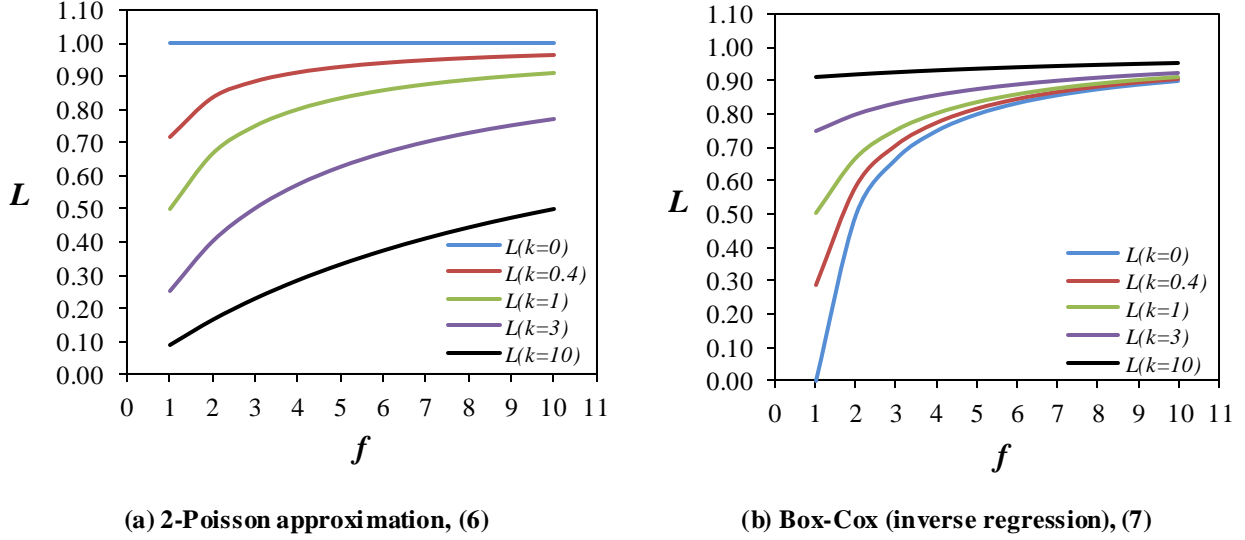 1.10
1.00
0.90
0.80
0.70
0.60
0.50
0.40
0.30
0.20
0.10
0.00
L
0 1 2 3 4 5 6 7 8 9 10 11
f
L(k=0)
L(k=0.4)
L(k=1)
L(k=3)
L(k=10)
(a) 2-Poisson approximation, (6)
1.10
1.00
0.90
0.80
0.70
0.60
0.50
0.40
0.30
0.20
0.10
0.00
L
0 1 2 3 4 5 6 7 8 9 10 11
f
L(k=0)
L(k=0.4)
L(k=1)
L(k=3)
L(k=10)
(b) Box-Cox (inverse regression), (7)